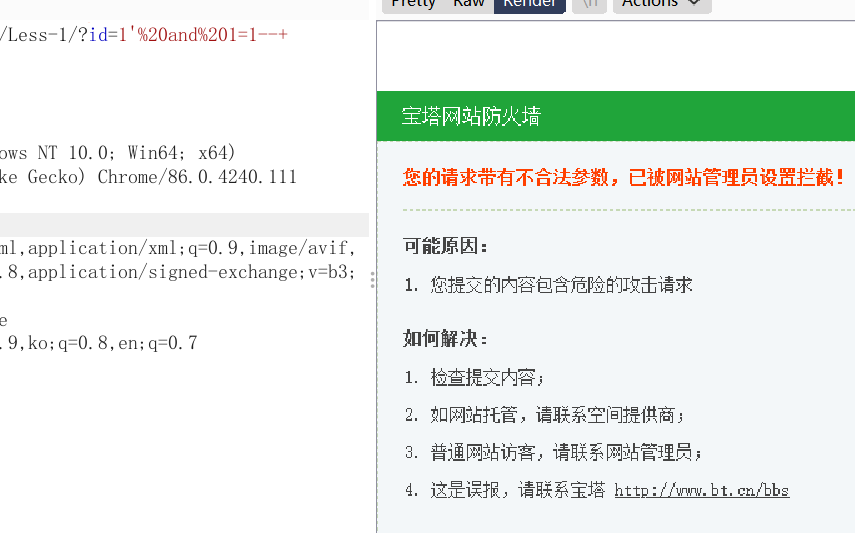 Pretty Raw Render \n Actions
/Less-1/?id=1'%20and%201=1--+
ows NT 10.0; Win64; x64)
ke Gecko) Chrome/86.0.4240.111
ml,application/xml;q=0.9,image/avif,
.8,application/signed-exchange;v=b3;
e
.9,ko;q=0.8,en;q=0.7
宝塔网站防火墙
您的请求带有不合法参数，已被网站管理员设置拦截！
可能原因：
1. 您提交的内容包含危险的攻击请求
如何解决：
1. 检查提交内容；
2. 如网站托管，请联系空间提供商；
3. 普通网站访客，请联系网站管理员；
4. 这是误报，请联系宝塔 http://www.bt.cn/bbs